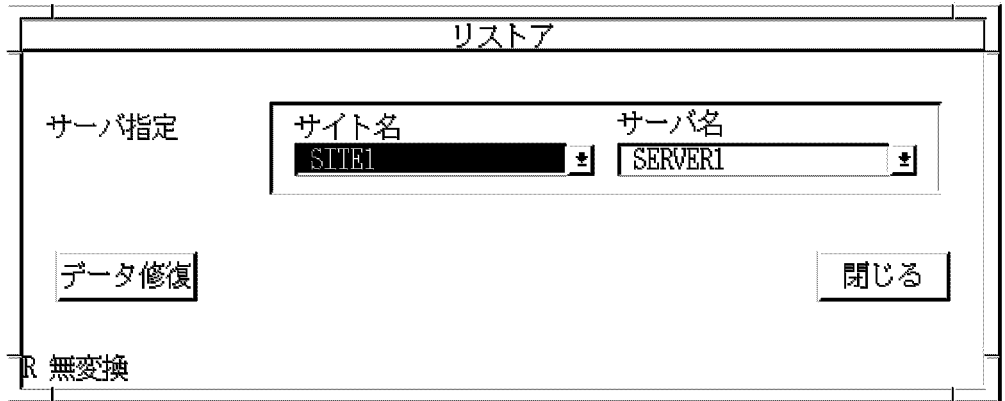 リストア
サーバ指定
サイト名 サーバ名
SITE1 SERVER1
データ修復 閉じる
R 無変換